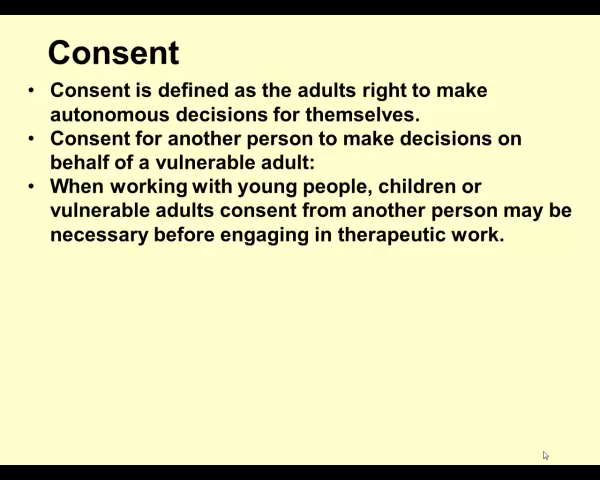 Consent
• Consent is defined as the adults right to make
autonomous decisions for themselves.
• Consent for another person to make decisions on
behalf of a vulnerable adult:
• When working with young people, children or
vulnerable adults consent from another person may be
necessary before engaging in therapeutic work.